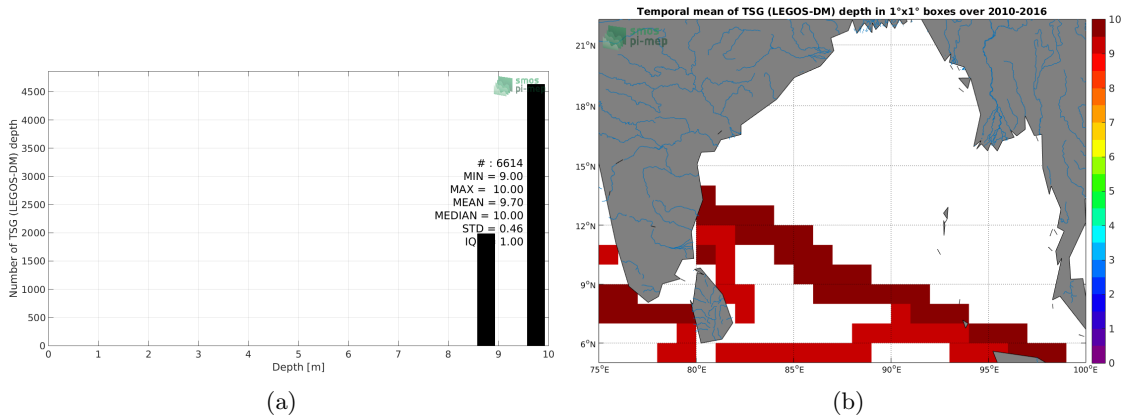 smos
pi-mep
Number of TSG (LEGOS-DM) depth
4500
4000
3500
3000
2500
2000
1500
1000
500
0
# : 6614
MIN = 9.00
MAX = 10.00
MEAN = 9.70
MEDIAN = 10.00
STD = 0.46
IQ 1.00
0 1 2 3 4 5 6 7 8 9 10
Depth [m]
(a)
Temporal mean of TSG (LEGOS-DM) depth in 1°x1° boxes over 2010-2016
smos
pi-mep
21°N
18°N
15°N
12°N
9°N
6°N
75°E 80°E 85°E 90°E 95°E 100°E
10
9
8
7
6
5
4
3
2
1
0
(b)